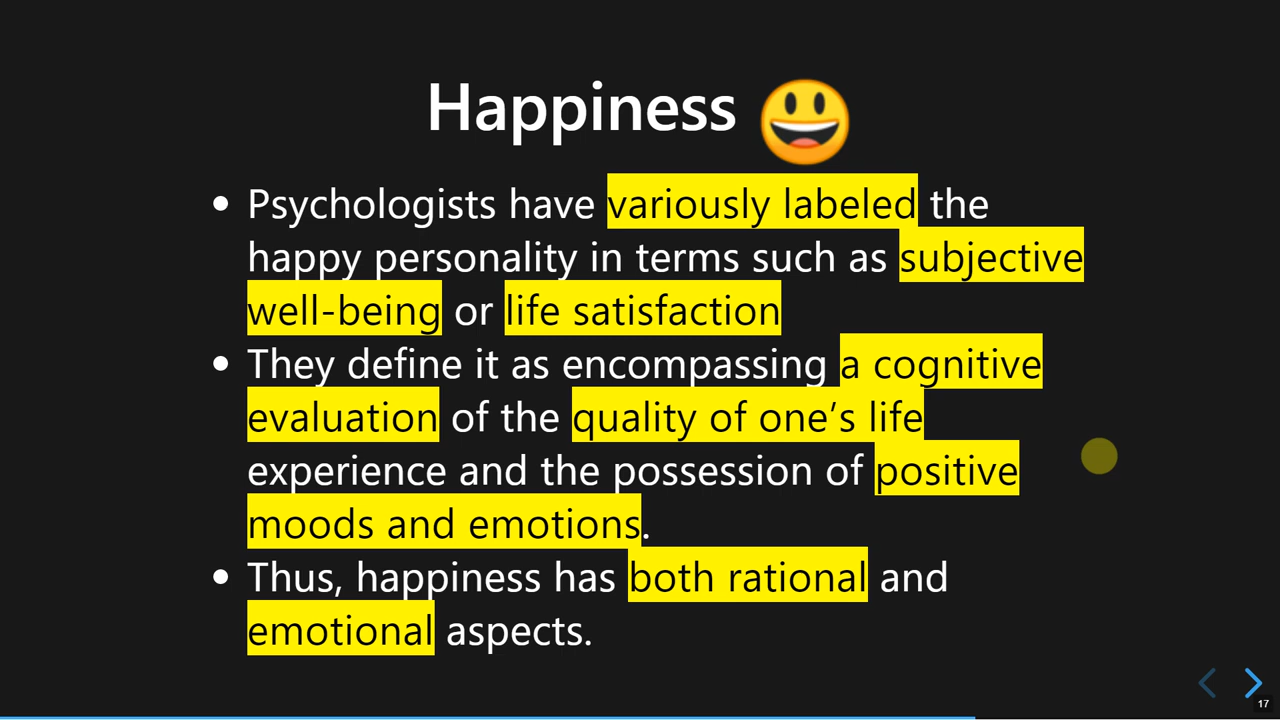 Happiness 😃
• Psychologists have variously labeled the
happy personality in terms such as subjective
well-being or life satisfaction
• They define it as encompassing a cognitive
evaluation of the quality of one’s life
experience and the possession of positive
moods and emotions.
• Thus, happiness has both rational and
emotional aspects.
17